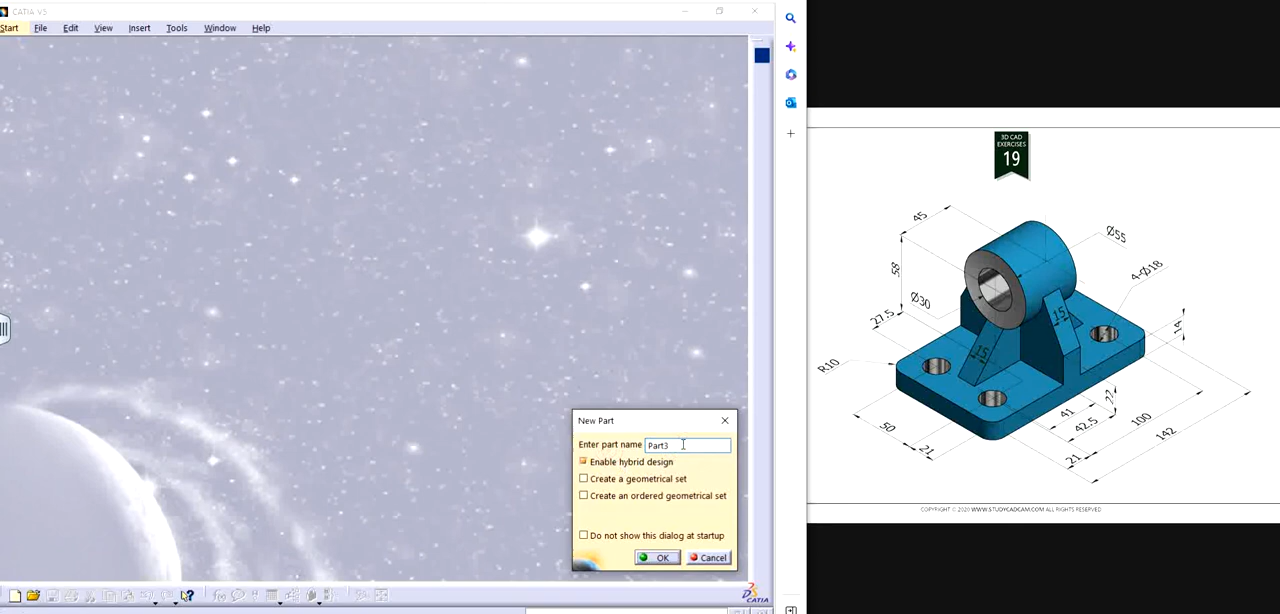 CATIA V5
Start File Edit View Insert Tools Window Help
New Part
Enter part name Part3
Enable hybrid design
Create a geometrical set
Create an ordered geometrical set
Do not show this dialog at startup
OK Cancel
CATIA
3D CAD
EXERCISES
19
45
Ø55
58
4-Ø18
Ø30
27.5
15
14
15
R10
50
21
41
42.5
100
142
21
COPYRIGHT © 2020 WWW.STUDYCADCAM.COM ALL RIGHTS RESERVED